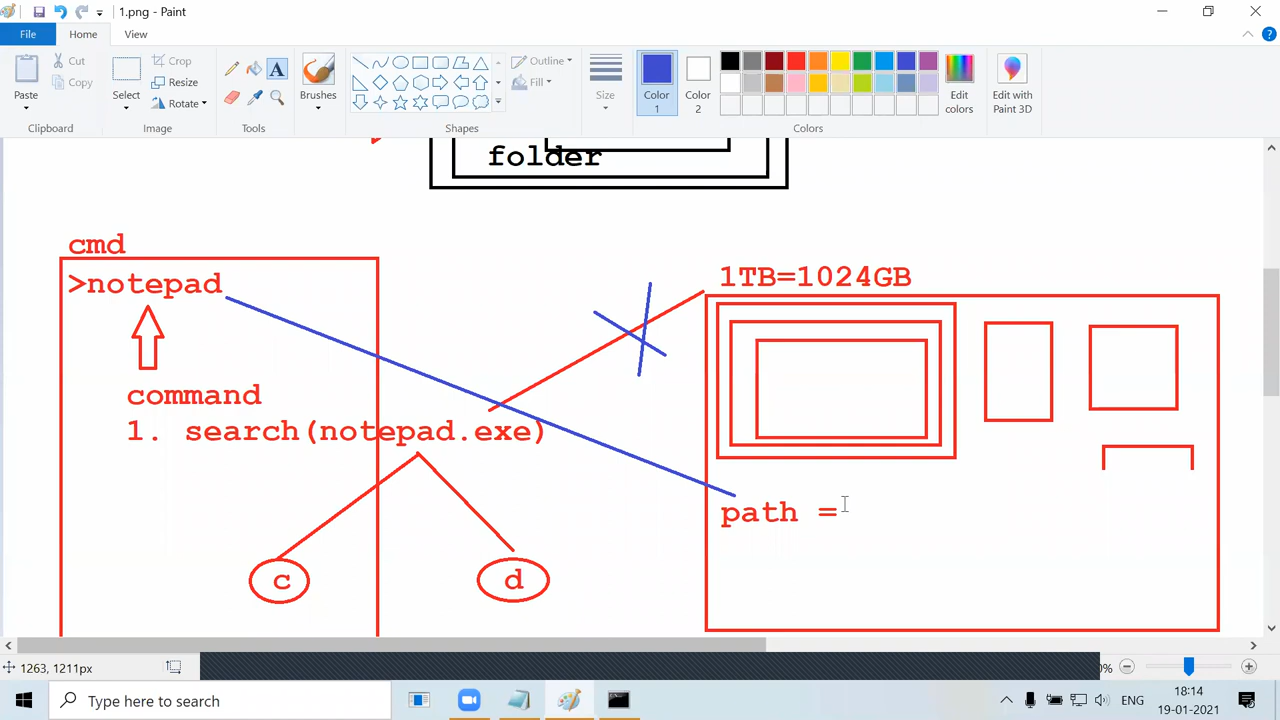 1.png - Paint
File
Home
View
Paste
Cut
Copy
Clipboard
Select
Crop
Resize
Rotate
Image
A
Tools
Brushes
Outline
Fill
Shapes
Size
Color 1
Color 2
Edit colors
Edit with Paint 3D
Colors
folder
cmd
>notepad
command
1. search(notepad.exe)
c
d
1TB=1024GB
path =
1263, 1211px
0%
Type here to search
ENG
18:14
19-01-2021